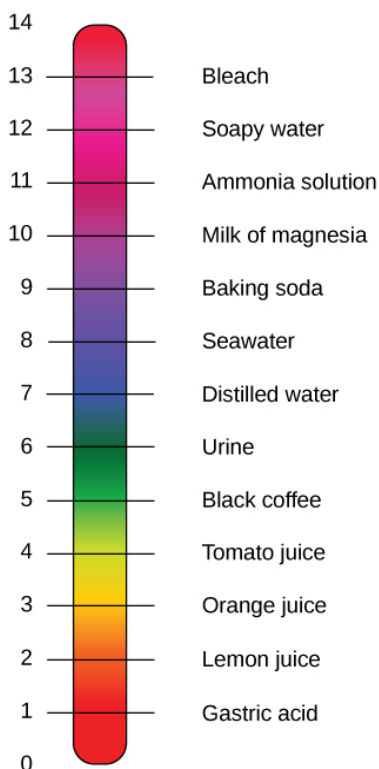 14
13 Bleach
12 Soapy water
11 Ammonia solution
10 Milk of magnesia
9 Baking soda
8 Seawater
7 Distilled water
6 Urine
5 Black coffee
4 Tomato juice
3 Orange juice
2 Lemon juice
1 Gastric acid
0